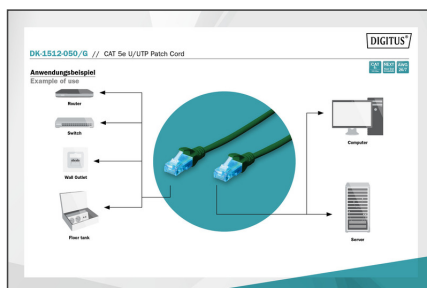 DIGITUS®
DK-1512-050/G // CAT 5e U/UTP Patch Cord
Anwendungsbeispiel
Example of use
Router
Switch
Wall Outlet
Floor tank
Computer
Server